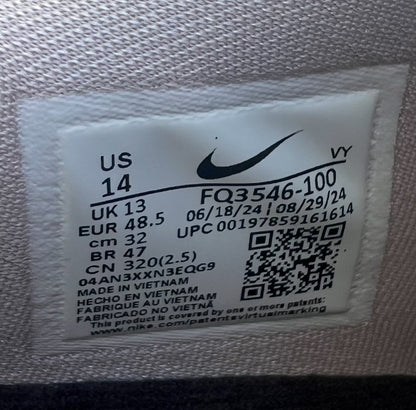 US
14
VY
UK 13
FQ3546-100
EUR 48.5
06/18/24 | 08/29/24
cm 32
UPC 00197859161614
BR 47
CN 320(2.5)
04AN3XXN3EQG9
MADE IN VIETNAM
HECHO EN VIETNAM
FABRIQUE AU VIETNAM
FABRICADO NO VIETNÃ
This product is covered by one or more patents:
www.nike.com/patentsvirtualmarking